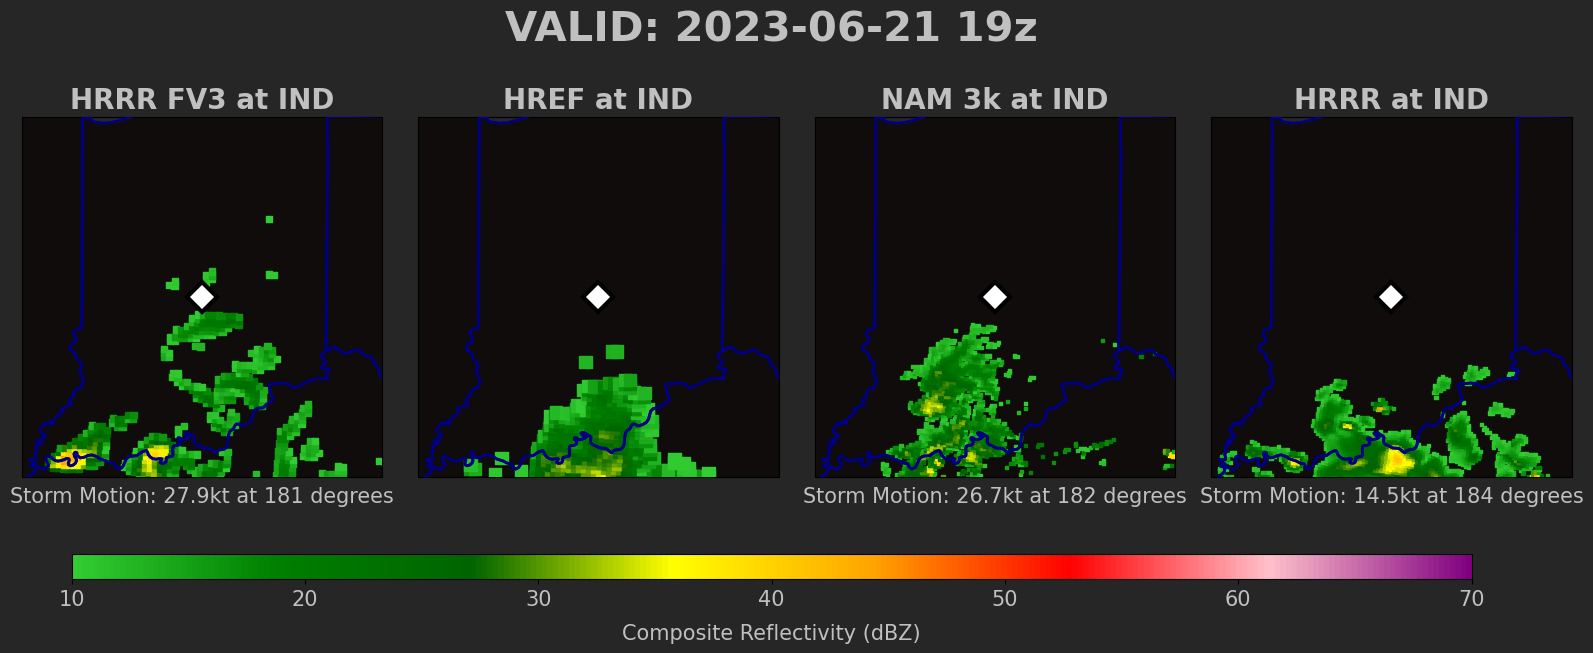 VALID: 2023-06-21 19z
HRRR FV3 at IND
HREF at IND
NAM 3k at IND
HRRR at IND
Storm Motion: 27.9kt at 181 degrees
Storm Motion: 26.7kt at 182 degrees
Storm Motion: 14.5kt at 184 degrees
10 20 30 40 50 60 70
Composite Reflectivity (dBZ)